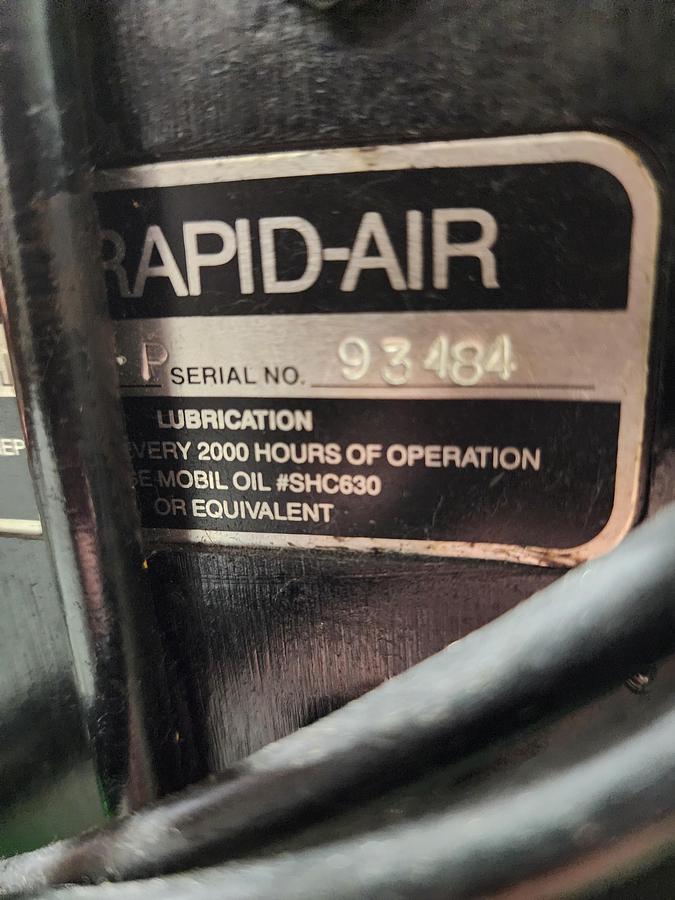 RAPID-AIR
P SERIAL NO. 93484
LUBRICATION
EVERY 2000 HOURS OF OPERATION
MOBIL OIL #SHC630
OR EQUIVALENT